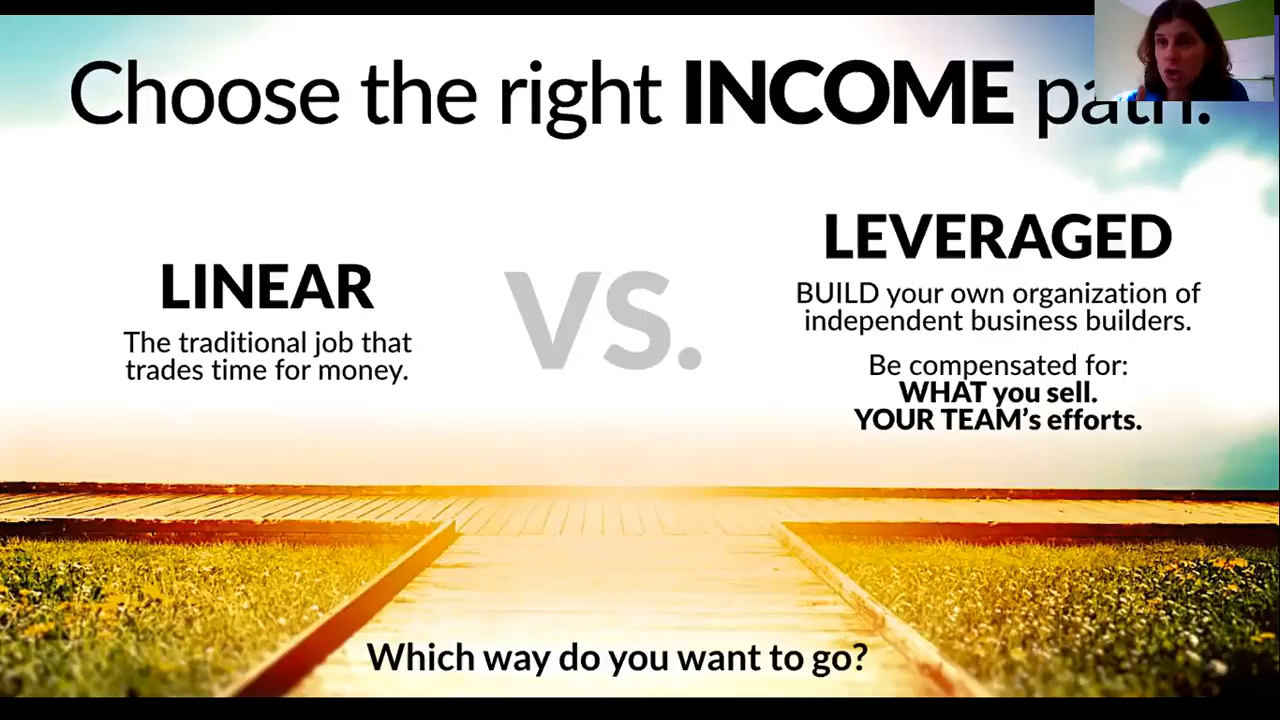 Choose the right INCOME path.
LINEAR
The traditional job that
trades time for money.
VS.
LEVERAGED
BUILD your own organization of
independent business builders.
Be compensated for:
WHAT you sell.
YOUR TEAM's efforts.
Which way do you want to go?